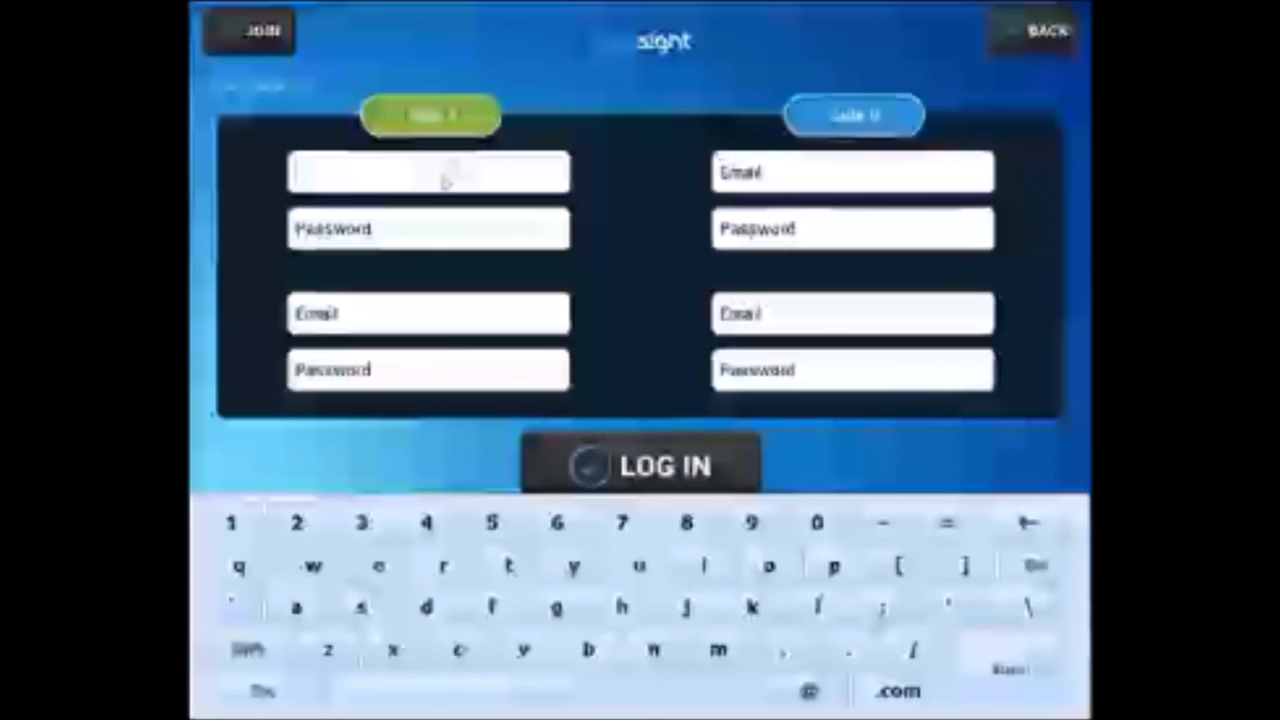 JOIN
sight
BACK
Email
Password
Password
Email
Email
Password
Password
LOG IN
1 2 3 4 5 6 7 8 9 0 - =
q w e r t y u i o p [ ]
a s d f g h j k l ; ' \
Shift z x c v b n m , . /
@ .com